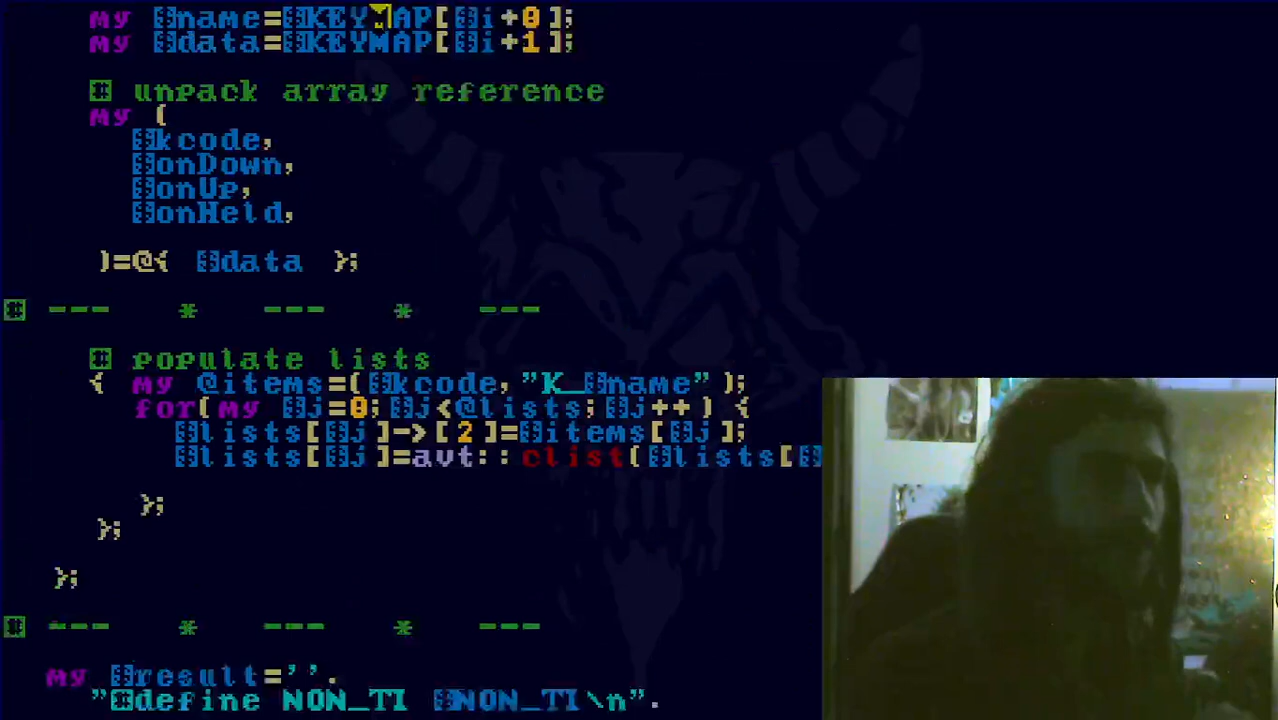 my $name=$KEYMAP[$i+0];
my $data=$KEYMAP[$i+1];
# unpack array reference
my (
$kcode,
$onDown,
$onUp,
$onHeld,
)=@{ $data };
# --- * --- * ---
# populate lists
{ my @items=($kcode,"K_$name");
for(my $j=0;$j<@lists;$j++) {
$lists[$j]->[2]=$items[$j];
$lists[$j]=avt::clist($lists[$
};
};
};
# --- * --- * ---
my $result=''.
"#define NON_TI $NON_TI\n".